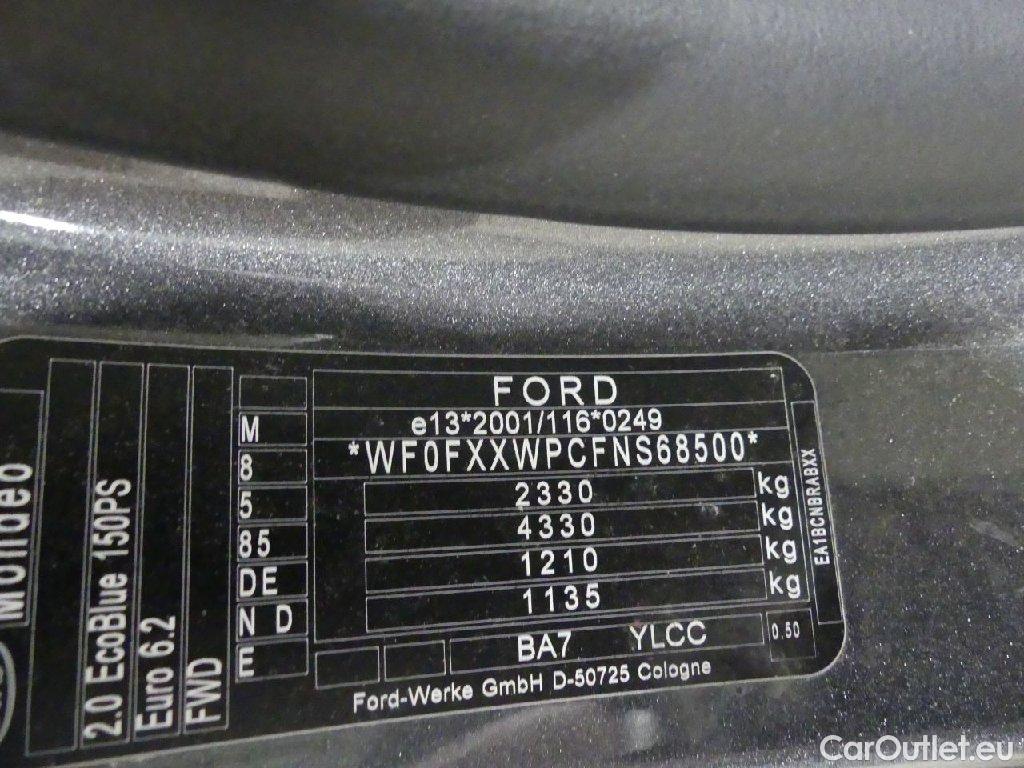 FORD
e13*2001/116*0249
*WF0FXXWPCFNS68500*
2330 kg
4330 kg
1210 kg
1135 kg
BA7 YLCC
0.50
Ford-Werke GmbH D-50725 Cologne
M
8
5
85
DE
N D
E
Mondeo
2.0 EcoBlue 150PS
Euro 6.2
FWD
EA1BCNBRABXX
CarOutlet.eu